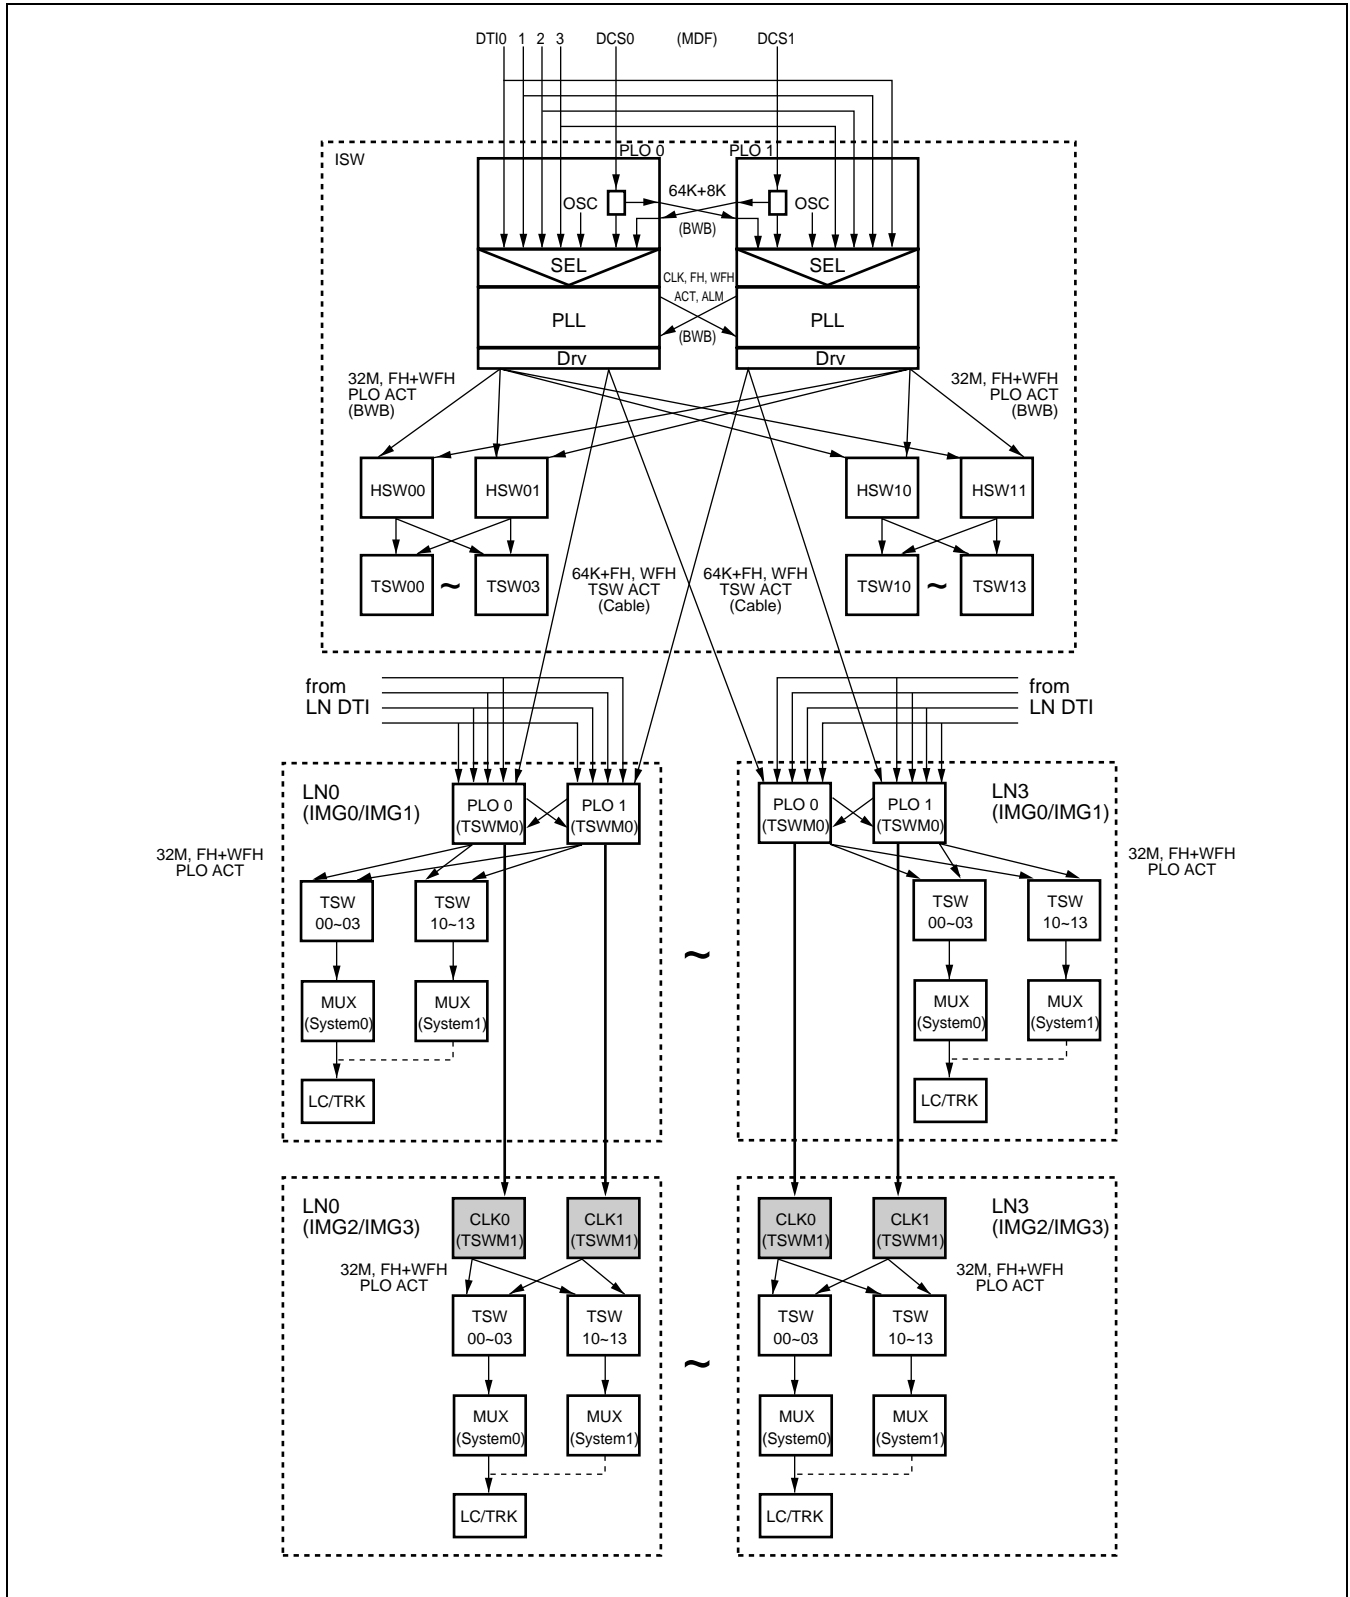 DTI0 1 2 3 DCS0 (MDF) DCS1
ISW
PLO 0 PLO 1
64K+8K
OSC OSC
(BWB)
SEL SEL
CLK, FH, WFH
ACT, ALM
PLL PLL
(BWB)
Drv Drv
32M, FH+WFH
PLO ACT
(BWB)
32M, FH+WFH
PLO ACT
(BWB)
HSW00 HSW01 HSW10 HSW11
TSW00 ~ TSW03 TSW10 ~ TSW13
64K+FH, WFH
TSW ACT
(Cable)
64K+FH, WFH
TSW ACT
(Cable)
from
LN DTI
from
LN DTI
LN0
(IMG0/IMG1)
PLO 0
(TSWM0)
PLO 1
(TSWM0)
PLO 0
(TSWM0)
PLO 1
(TSWM0)
LN3
(IMG0/IMG1)
32M, FH+WFH
PLO ACT
32M, FH+WFH
PLO ACT
TSW
00~03
TSW
10~13
TSW
00~03
TSW
10~13
~
MUX
(System0)
MUX
(System1)
MUX
(System0)
MUX
(System1)
LC/TRK LC/TRK
LN0
(IMG2/IMG3)
CLK0
(TSWM1)
CLK1
(TSWM1)
CLK0
(TSWM1)
CLK1
(TSWM1)
LN3
(IMG2/IMG3)
32M, FH+WFH
PLO ACT
32M, FH+WFH
PLO ACT
TSW
00~03
TSW
10~13
TSW
00~03
TSW
10~13
~
MUX
(System0)
MUX
(System1)
MUX
(System0)
MUX
(System1)
LC/TRK LC/TRK